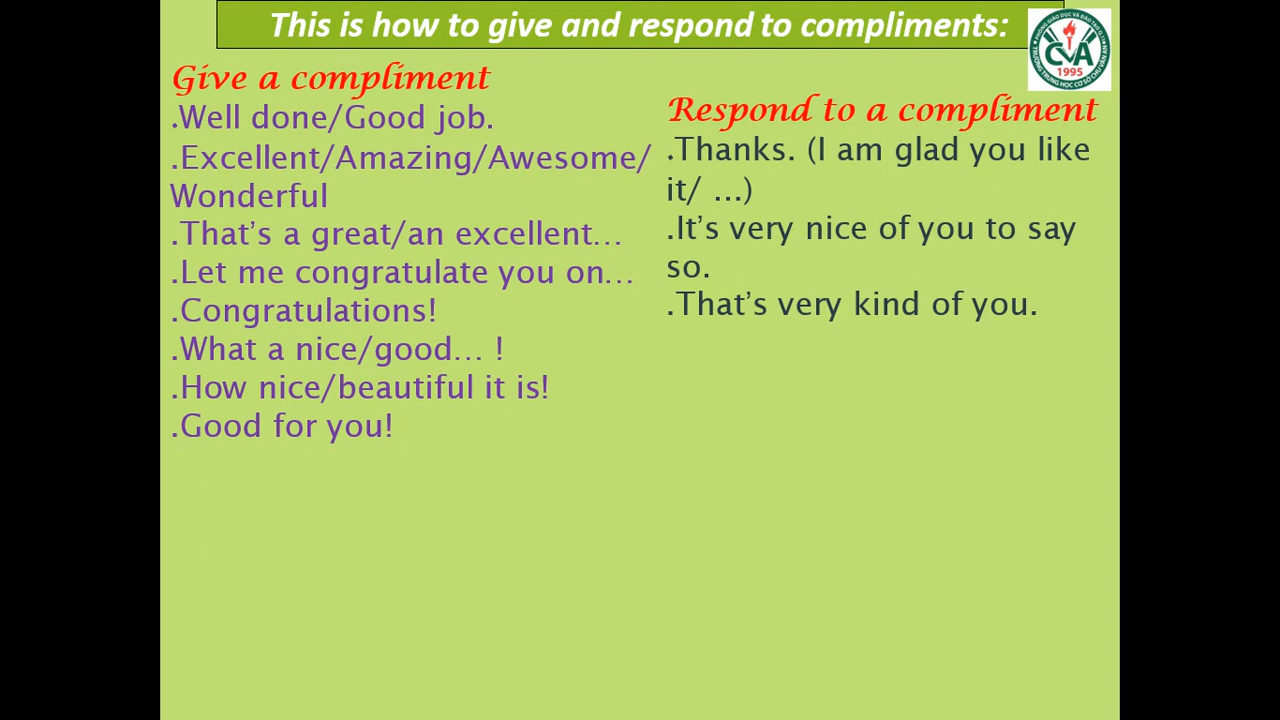 This is how to give and respond to compliments:
Give a compliment
.Well done/Good job.
.Excellent/Amazing/Awesome/
Wonderful
.That’s a great/an excellent…
.Let me congratulate you on…
.Congratulations!
.What a nice/good… !
.How nice/beautiful it is!
.Good for you!
CVA
1995
Respond to a compliment
.Thanks. (I am glad you like
it/ ...)
.It’s very nice of you to say
so.
.That’s very kind of you.